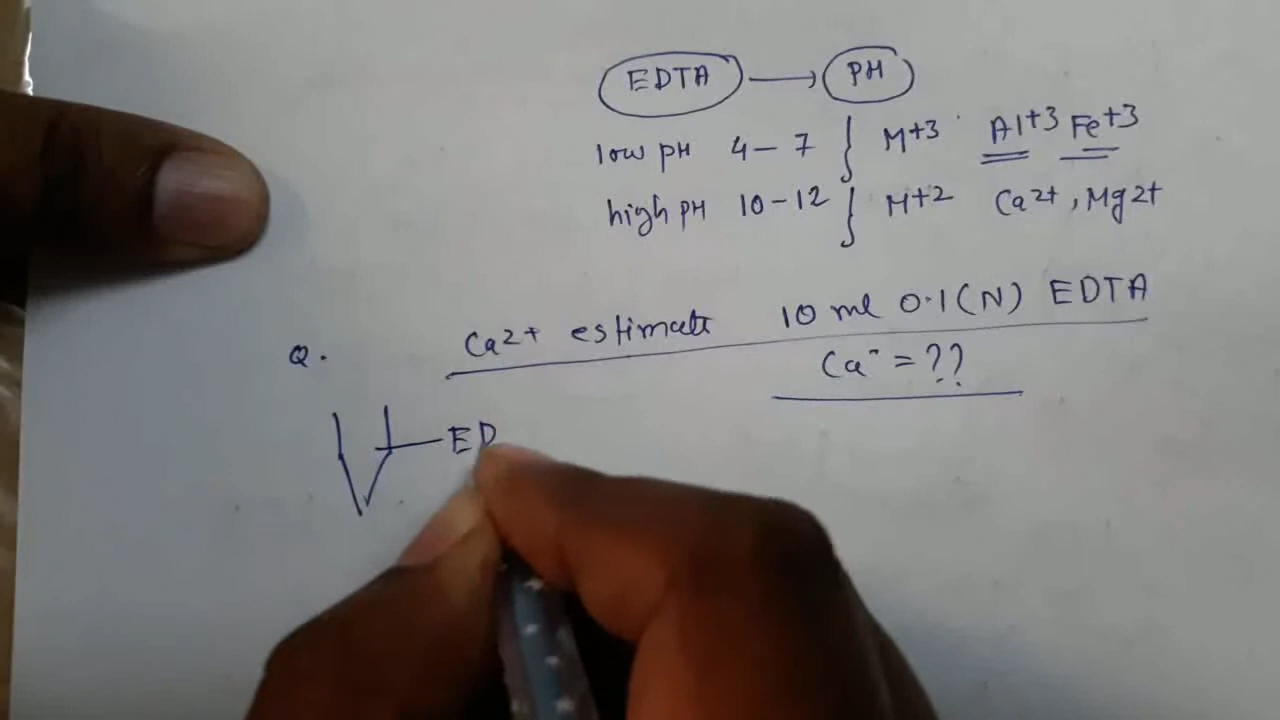 EDTA → PH
low pH 4-7 } M+3 Al+3 Fe+3
high PH 10-12 } M+2 Ca2+, Mg2+
Q. Ca2+ estimate 10 ml 0.1(N) EDTA
Ca = ??
ED